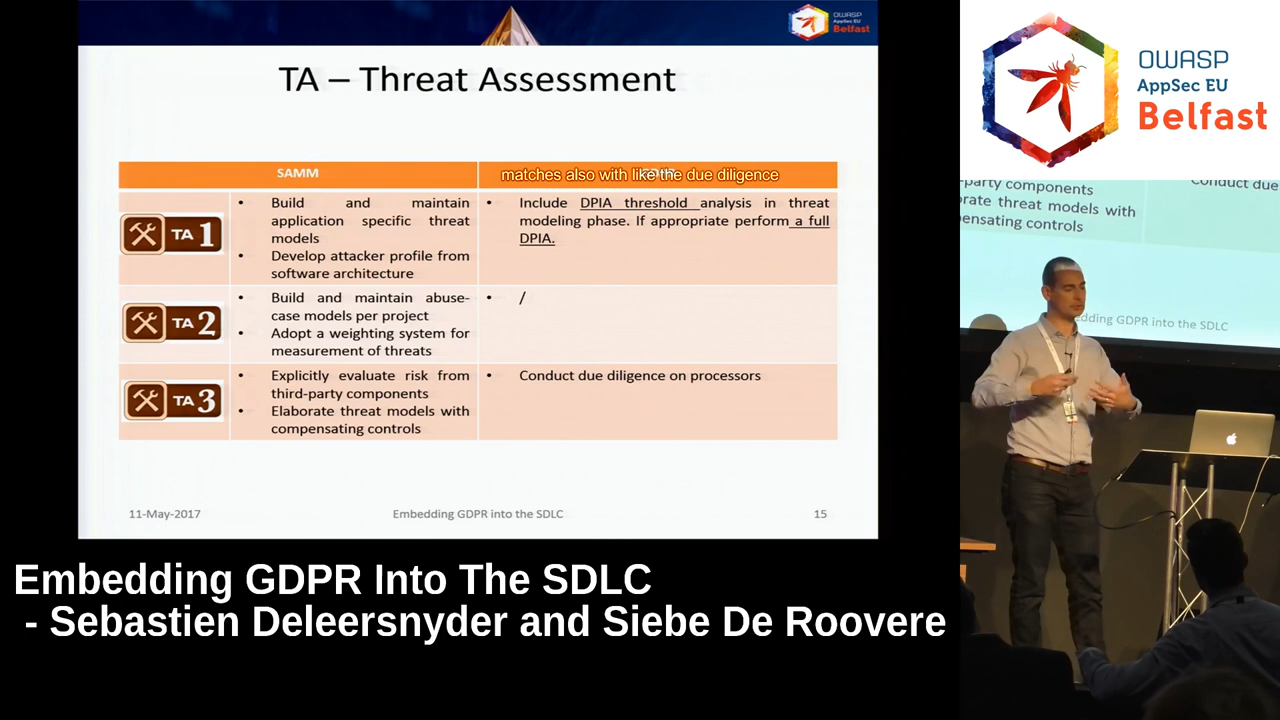 OWASP
AppSec EU
Belfast
TA – Threat Assessment
SAMM
matches also with like the due diligence
TA 1
• Build and maintain
application specific threat
models
• Develop attacker profile from
software architecture
• Include DPIA threshold analysis in threat
modeling phase. If appropriate perform a full
DPIA.
TA 2
• Build and maintain abuse-
case models per project
• Adopt a weighting system for
measurement of threats
• /
TA 3
• Explicitly evaluate risk from
third-party components
• Elaborate threat models with
compensating controls
• Conduct due diligence on processors
11-May-2017
Embedding GDPR into the SDLC
15
Embedding GDPR Into The SDLC
- Sebastien Deleersnyder and Siebe De Roovere
OWASP
AppSec EU
Belfast
-party components
orate threat models with
ensating controls
Conduct due
edding GDPR into the SDLC